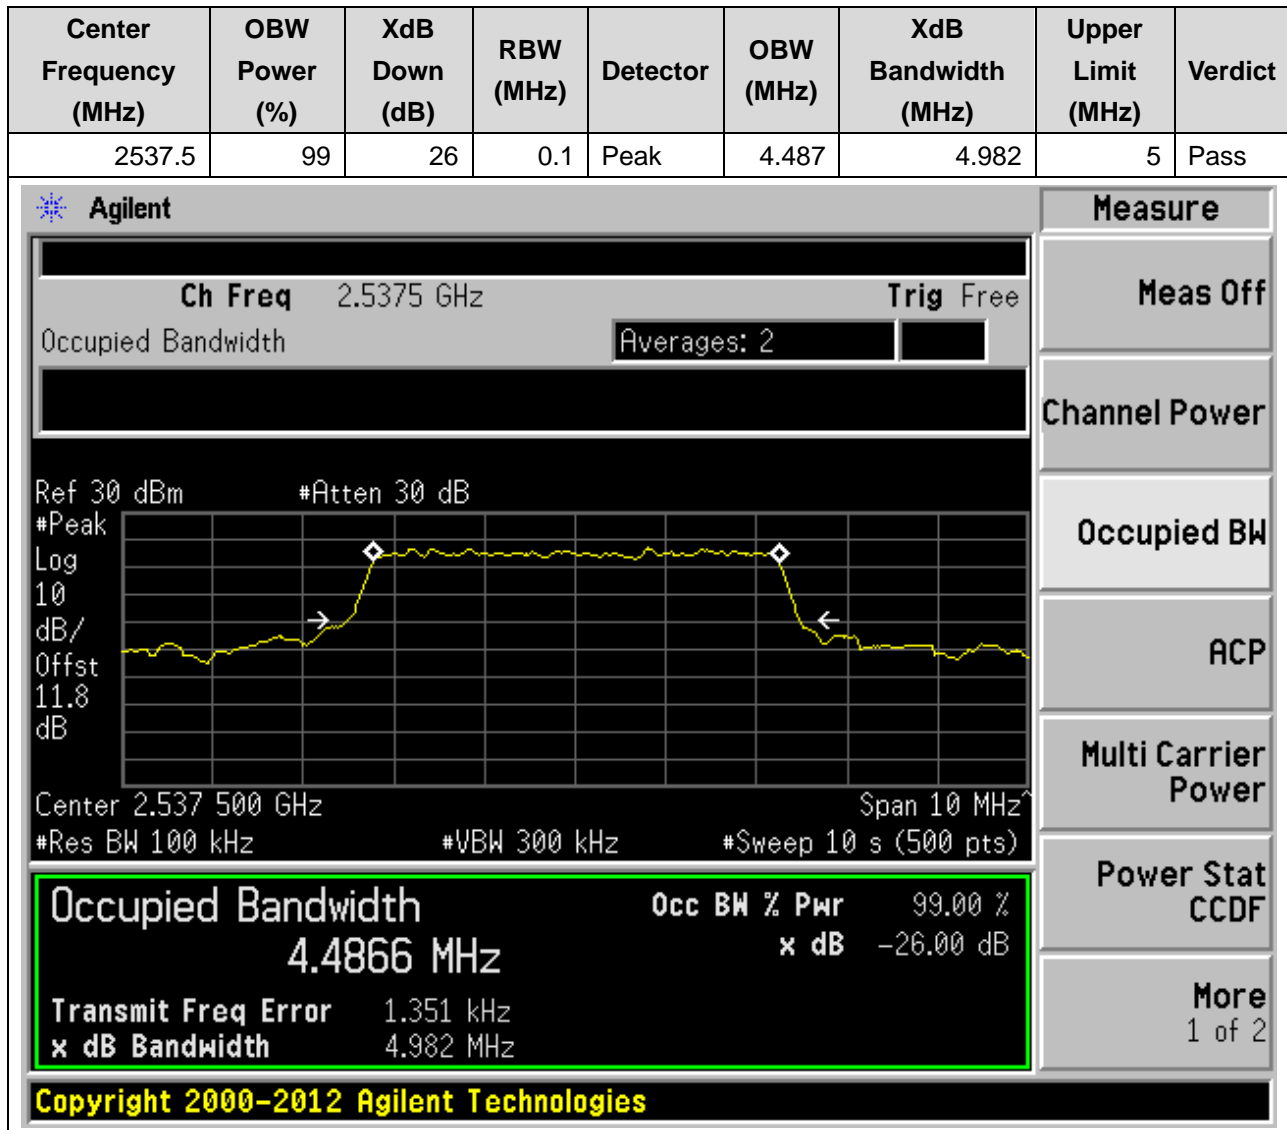 Center Frequency (MHz) OBW Power (%) XdB Down (dB) RBW (MHz) Detector OBW (MHz) XdB Bandwidth (MHz) Upper Limit (MHz) Verdict
2537.5 99 26 0.1 Peak 4.487 4.982 5 Pass
Agilent
Measure
Ch Freq 2.5375 GHz Trig Free
Meas Off
Occupied Bandwidth Averages: 2
Channel Power
Ref 30 dBm #Atten 30 dB
#Peak
Log
10
dB/
Offst
11.8
dB
Occupied BW
ACP
Multi Carrier
Power
Center 2.537 500 GHz Span 10 MHz^
#Res BW 100 kHz #VBW 300 kHz #Sweep 10 s (500 pts)
Power Stat
CCDF
Occupied Bandwidth Occ BW % Pwr 99.00 %
4.4866 MHz x dB -26.00 dB
Transmit Freq Error 1.351 kHz
x dB Bandwidth 4.982 MHz
More
1 of 2
Copyright 2000-2012 Agilent Technologies